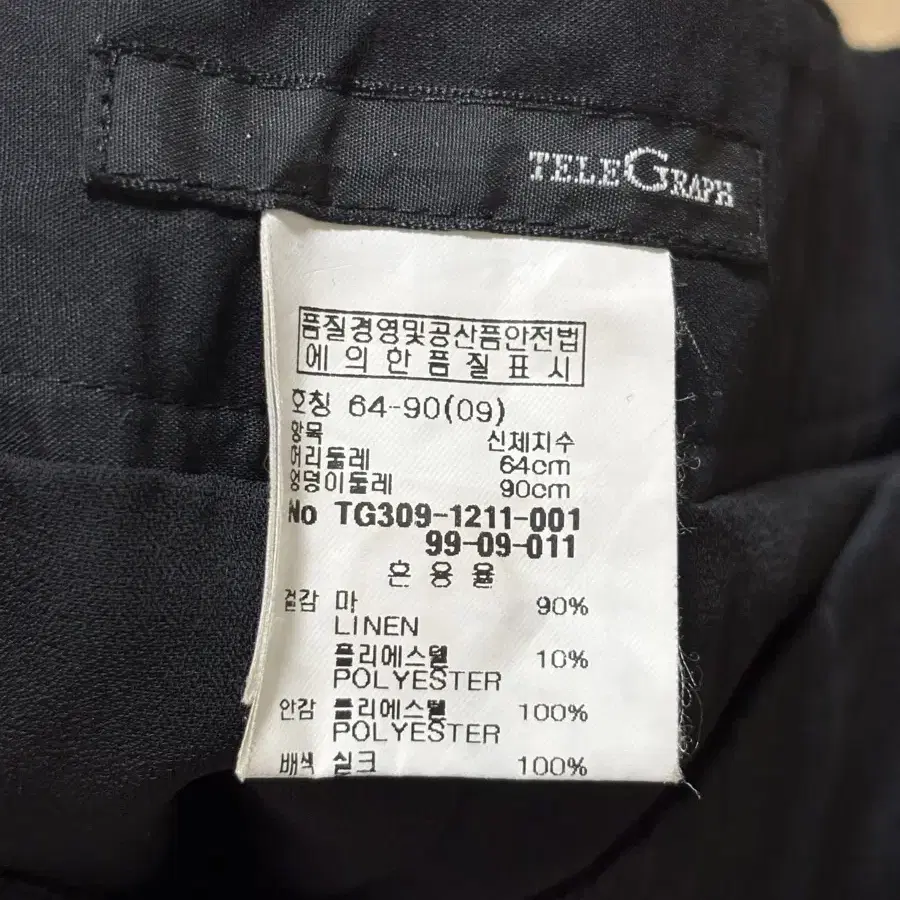 TELEGRAPH
품질경영및공산품안전법
에 의 한 품 질 표 시
호칭 64-90(09)
항목 신체치수
허리둘레 64cm
엉덩이둘레 90cm
No TG309-1211-001
99-09-011
혼 용 율
겉감 마 90%
LINEN
폴리에스텔 10%
POLYESTER
안감 폴리에스텔 100%
POLYESTER
배색 실크 100%